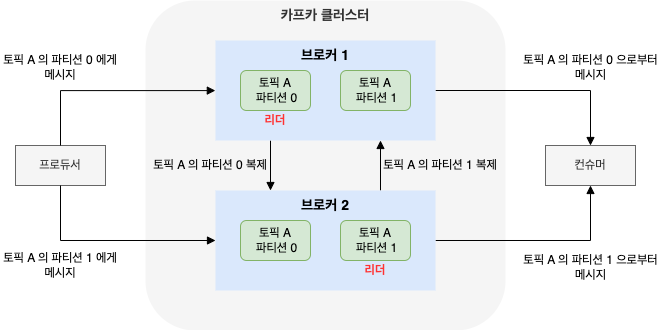 카프카 클러스터
토픽 A 의 파티션 0 에게
메시지
브로커 1
토픽 A
파티션 0
리더
토픽 A
파티션 1
토픽 A 의 파티션 0 으로부터
메시지
프로듀서
토픽 A 의 파티션 0 복제
토픽 A 의 파티션 1 복제
컨슈머
브로커 2
토픽 A
파티션 0
토픽 A
파티션 1
리더
토픽 A 의 파티션 1 에게
메시지
토픽 A 의 파티션 1 으로부터
메시지